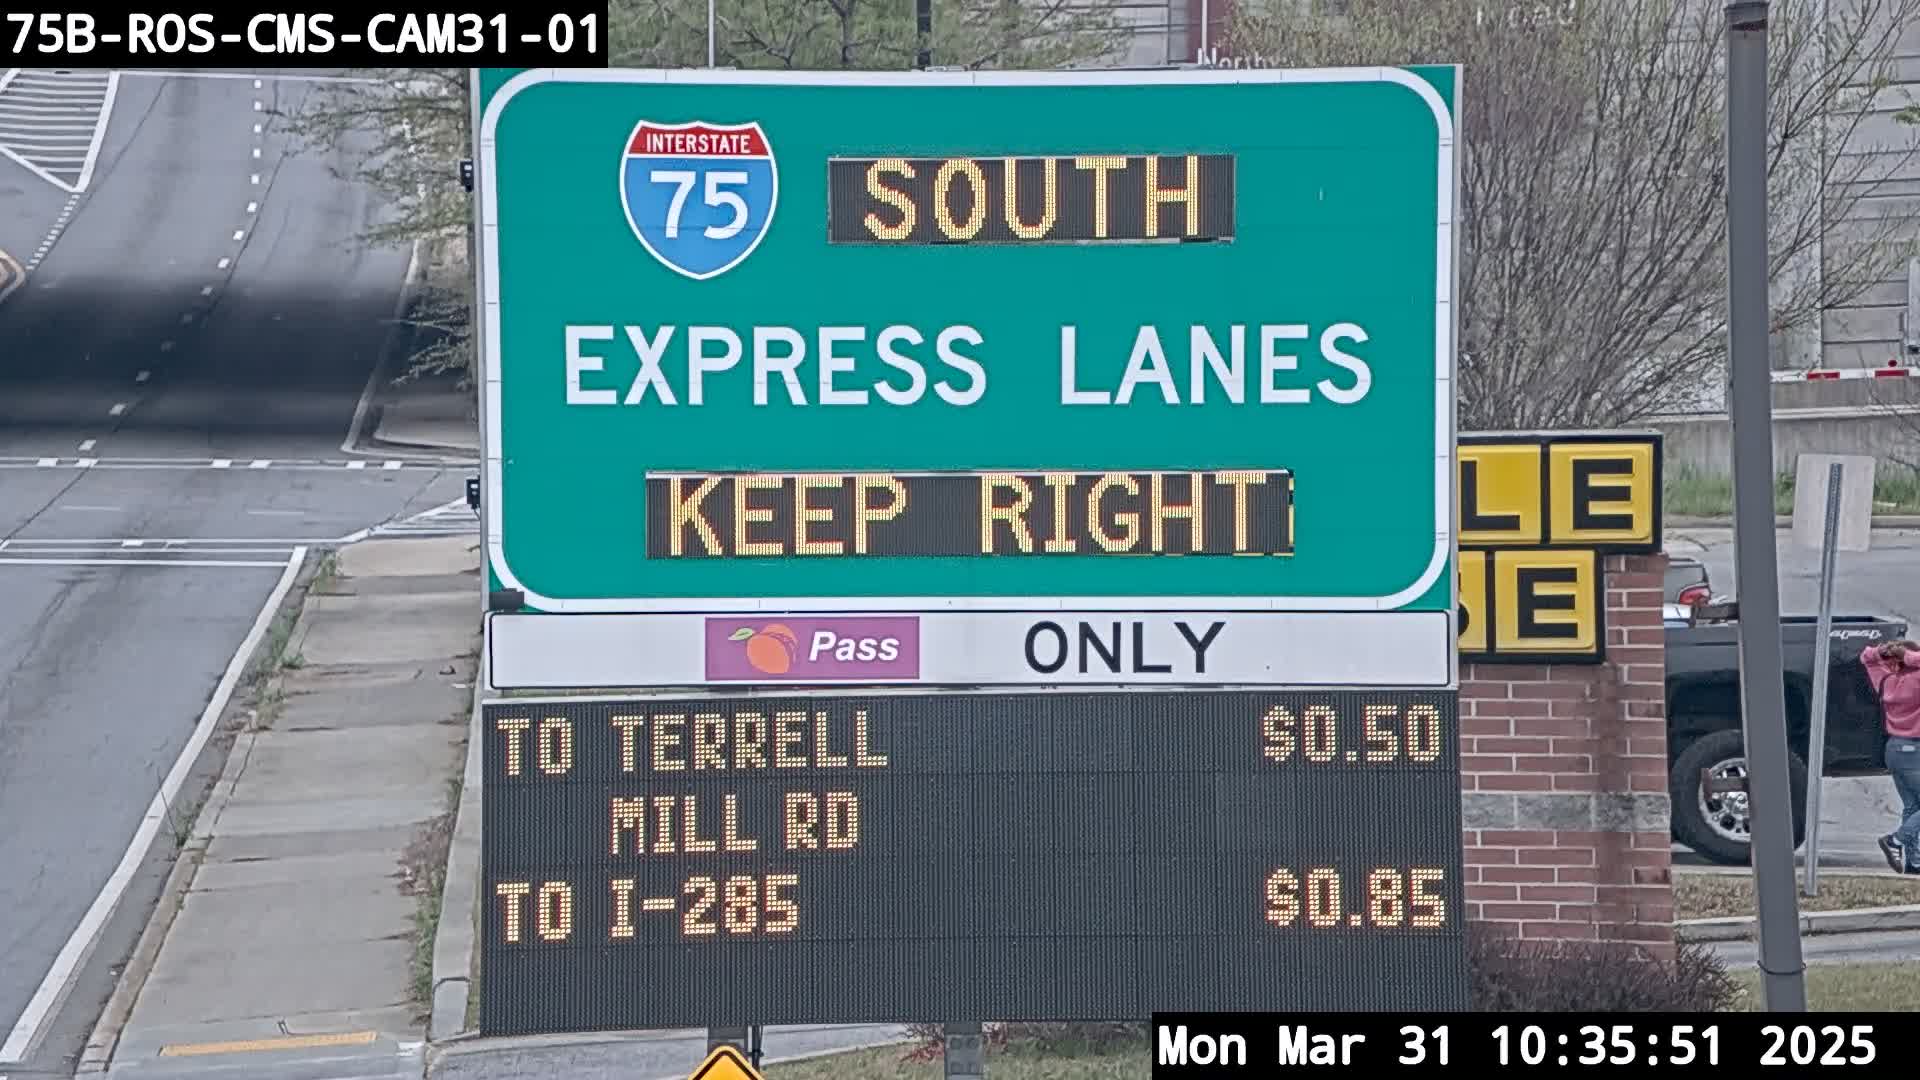 75B-ROS-CMS-CAM31-01
INTERSTATE
75
SOUTH
EXPRESS LANES
KEEP RIGHT
Pass ONLY
TO TERRELL $0.50
MILL RD
TO I-285 $0.85
LE
E
Mon Mar 31 10:35:51 2025